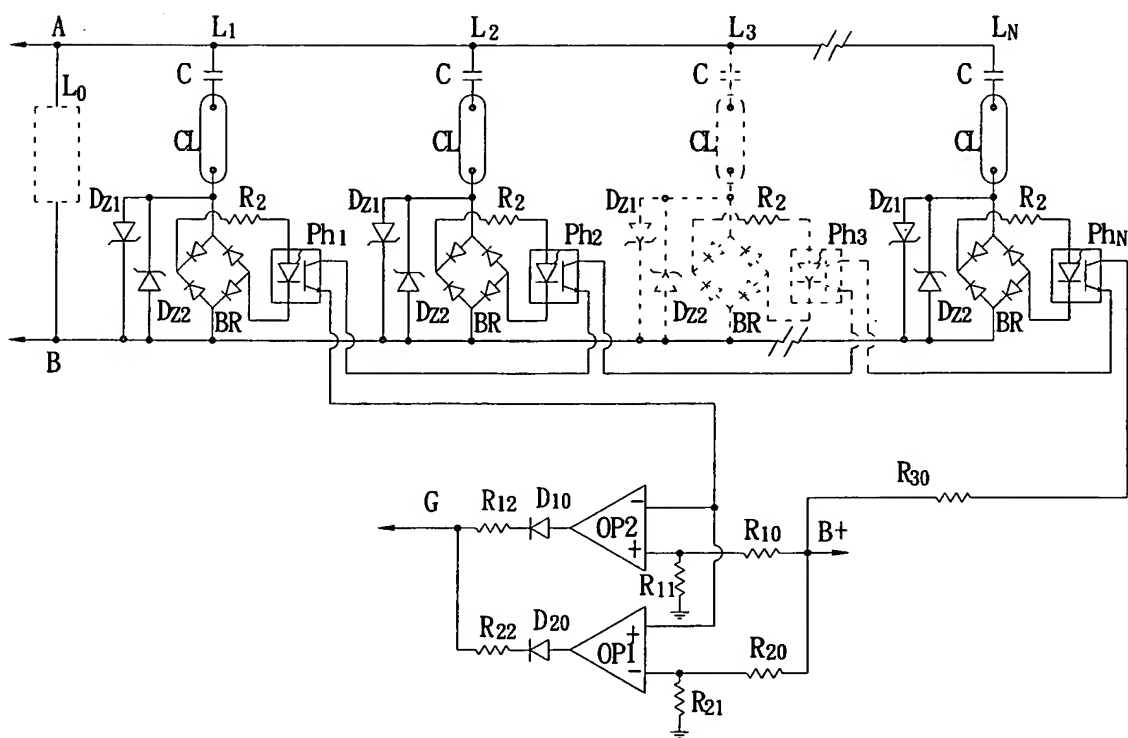 A L1 L2 L3 LN
C C C C
L0
CL CL CL CL
DZ1 R2 DZ1 R2 DZ1 R2 DZ1 R2
Ph1 Ph2 Ph3 PhN
DZ2 BR DZ2 BR DZ2 BR DZ2 BR
B
R30
G R12 D10 OP2 − R10 B+
+
R11
R22 D20 OP1 + R20
−
R21